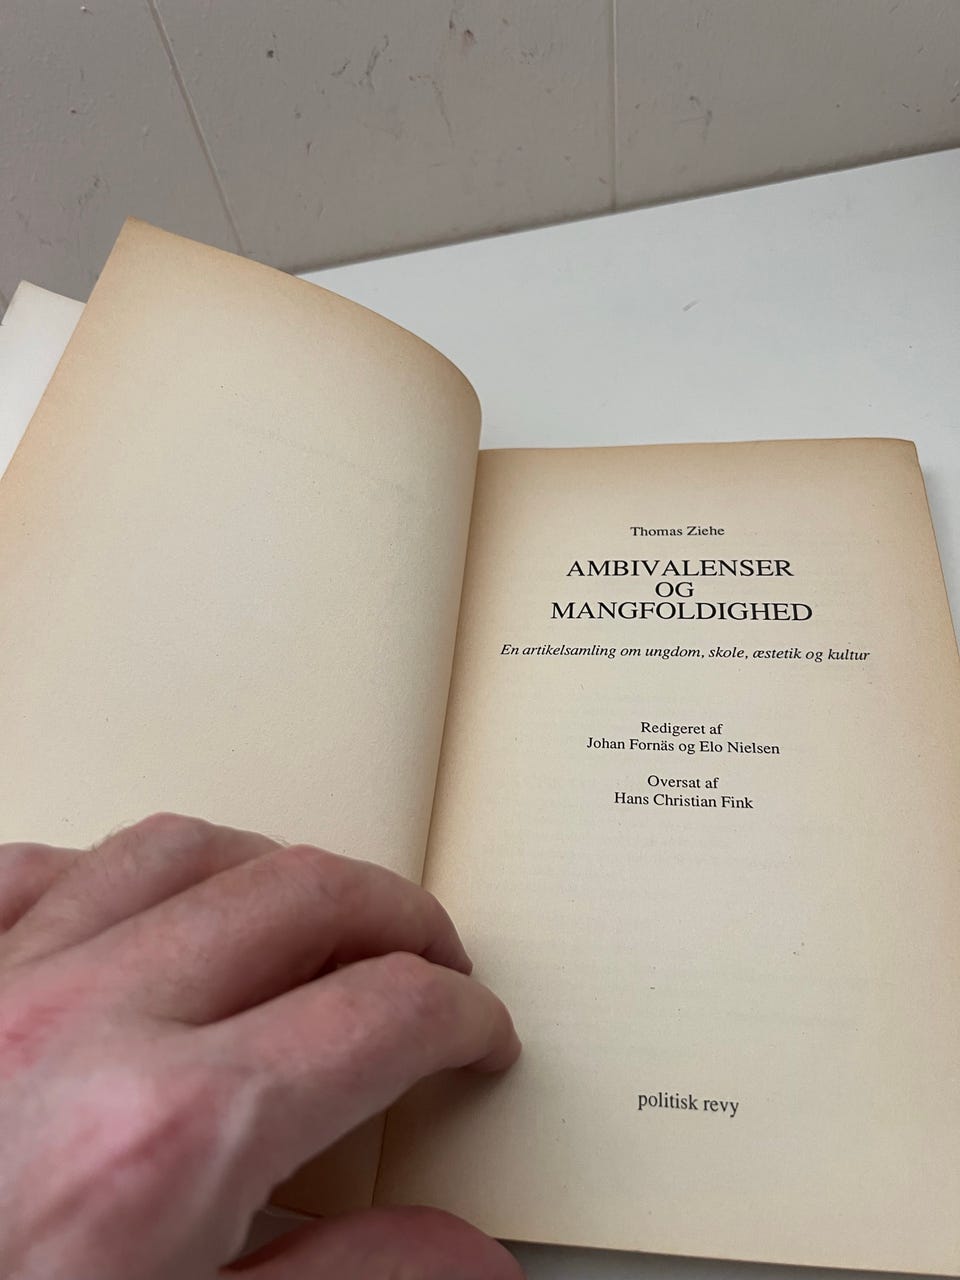 Thomas Ziehe
AMBIVALENSER
OG
MANGFOLDIGHED
En artikelsamling om ungdom, skole, æstetik og kultur
Redigeret af
Johan Fornäs og Elo Nielsen
Oversat af
Hans Christian Fink
politisk revy